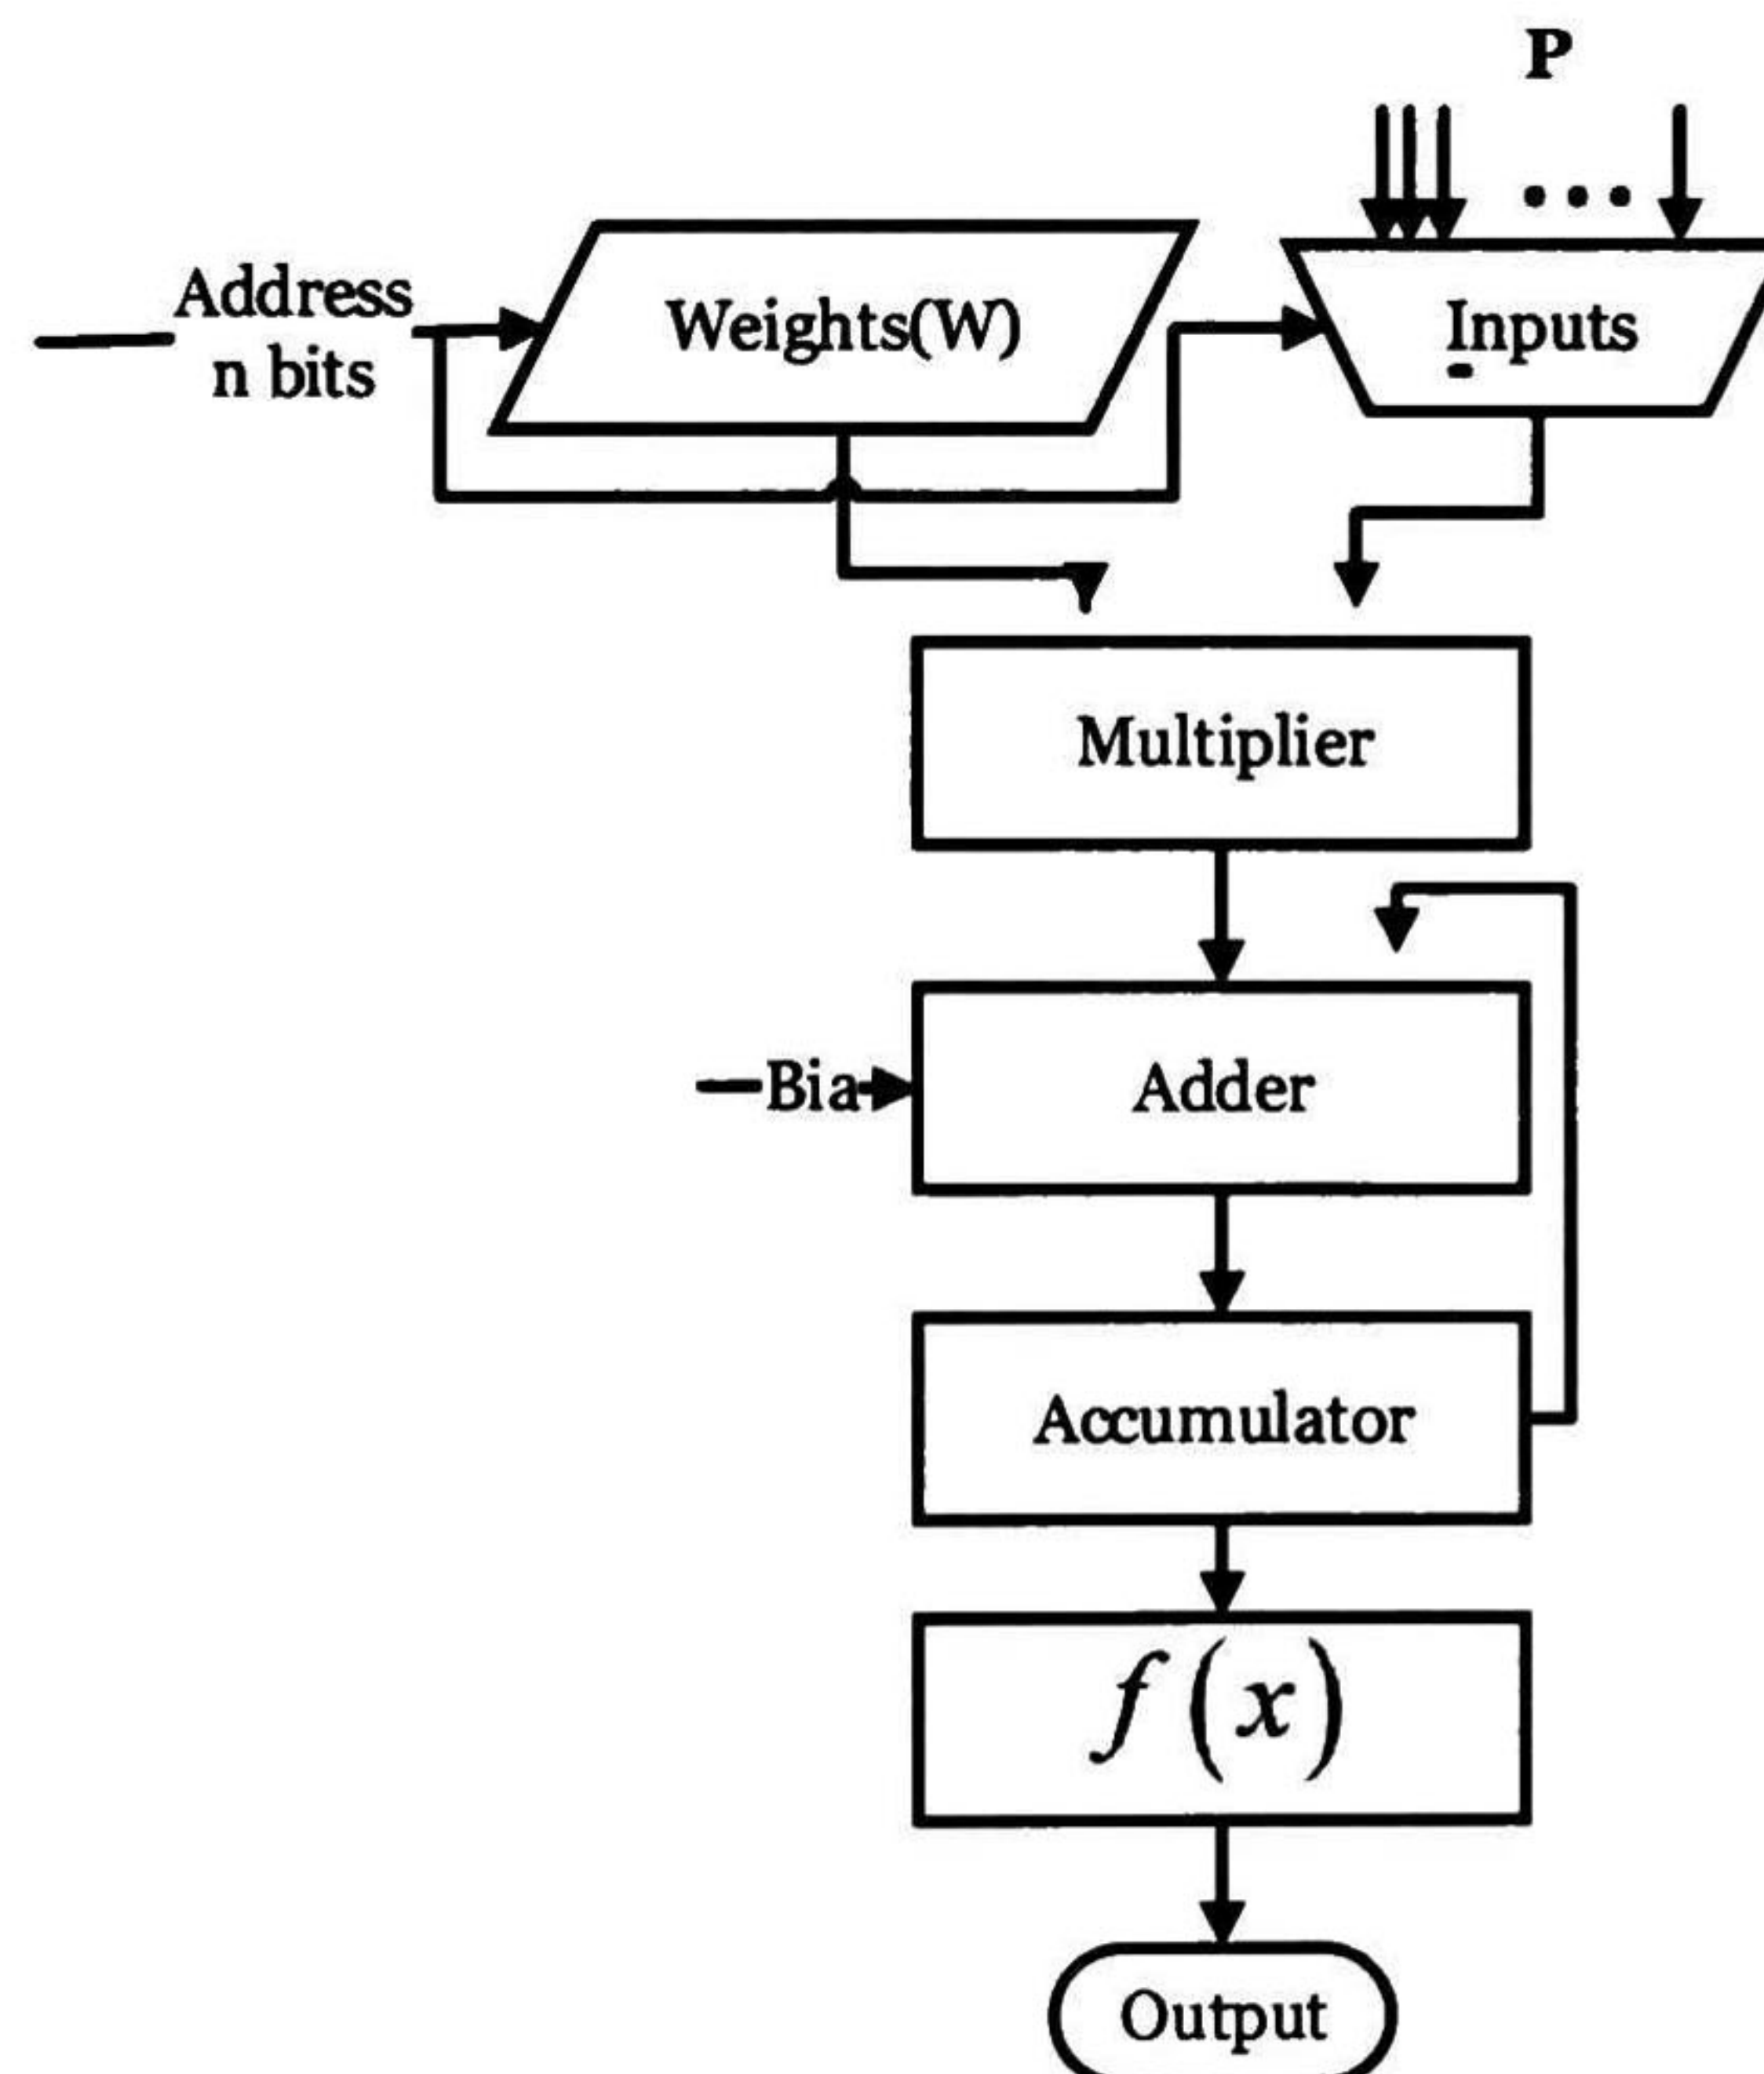 P
Address
n bits
Weights(W)
Inputs
Multiplier
Bia
Adder
Accumulator
f(x)
Output